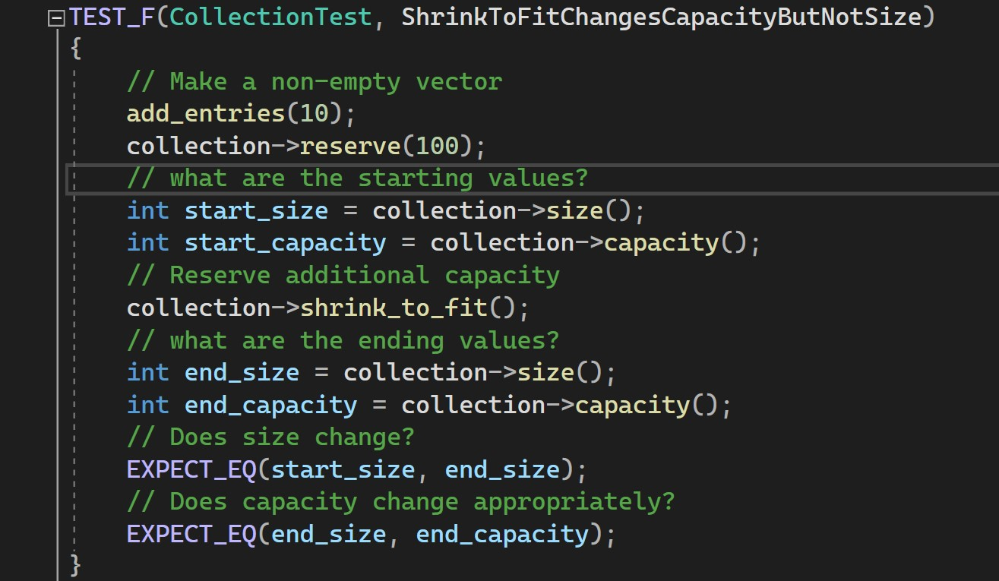 TEST_F(CollectionTest, ShrinkToFitChangesCapacityButNotSize)
{
// Make a non-empty vector
add_entries(10);
collection->reserve(100);
// what are the starting values?
int start_size = collection->size();
int start_capacity = collection->capacity();
// Reserve additional capacity
collection->shrink_to_fit();
// what are the ending values?
int end_size = collection->size();
int end_capacity = collection->capacity();
// Does size change?
EXPECT_EQ(start_size, end_size);
// Does capacity change appropriately?
EXPECT_EQ(end_size, end_capacity);
}